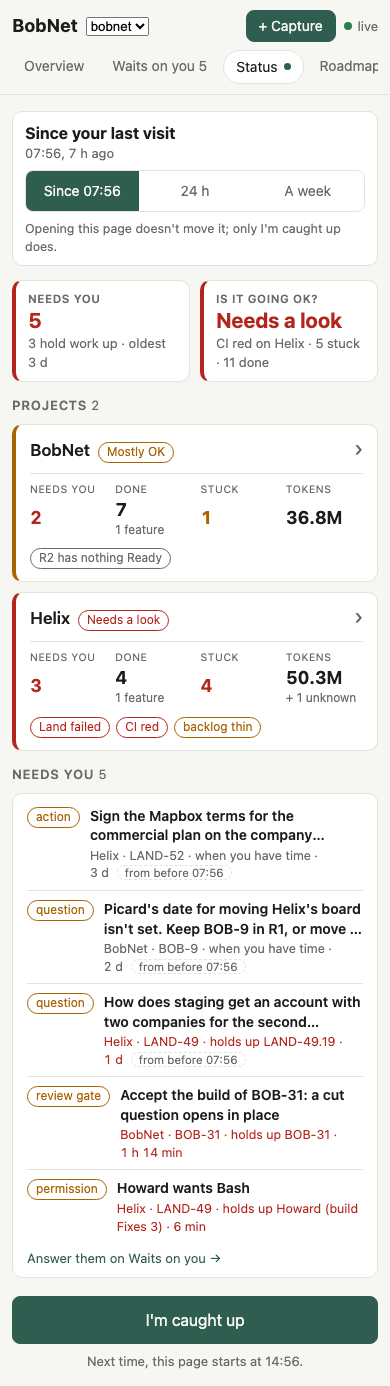 BobNet bobnet + Capture live
Overview Waits on you 5 Status Roadmap
Since your last visit
07:56, 7 h ago
Since 07:56 24 h A week
Opening this page doesn't move it; only I'm caught up
does.
NEEDS YOU
5
3 hold work up · oldest
3 d
IS IT GOING OK?
Needs a look
CI red on Helix · 5 stuck
· 11 done
PROJECTS 2
BobNet Mostly OK ›
NEEDS YOU DONE STUCK TOKENS
2 7 1 36.8M
1 feature
R2 has nothing Ready
Helix Needs a look ›
NEEDS YOU DONE STUCK TOKENS
3 4 4 50.3M
1 feature + 1 unknown
Land failed CI red backlog thin
NEEDS YOU 5
action Sign the Mapbox terms for the
commercial plan on the company...
Helix · LAND-52 · when you have time ·
3 d from before 07:56
question Picard's date for moving Helix's board
isn't set. Keep BOB-9 in R1, or move ...
BobNet · BOB-9 · when you have time ·
2 d from before 07:56
question How does staging get an account with
two companies for the second...
Helix · LAND-49 · holds up LAND-49.19 ·
1 d from before 07:56
review gate Accept the build of BOB-31: a cut
question opens in place
BobNet · BOB-31 · holds up BOB-31 ·
1 h 14 min
permission Howard wants Bash
Helix · LAND-49 · holds up Howard (build
Fixes 3) · 6 min
Answer them on Waits on you →
I'm caught up
Next time, this page starts at 14:56.